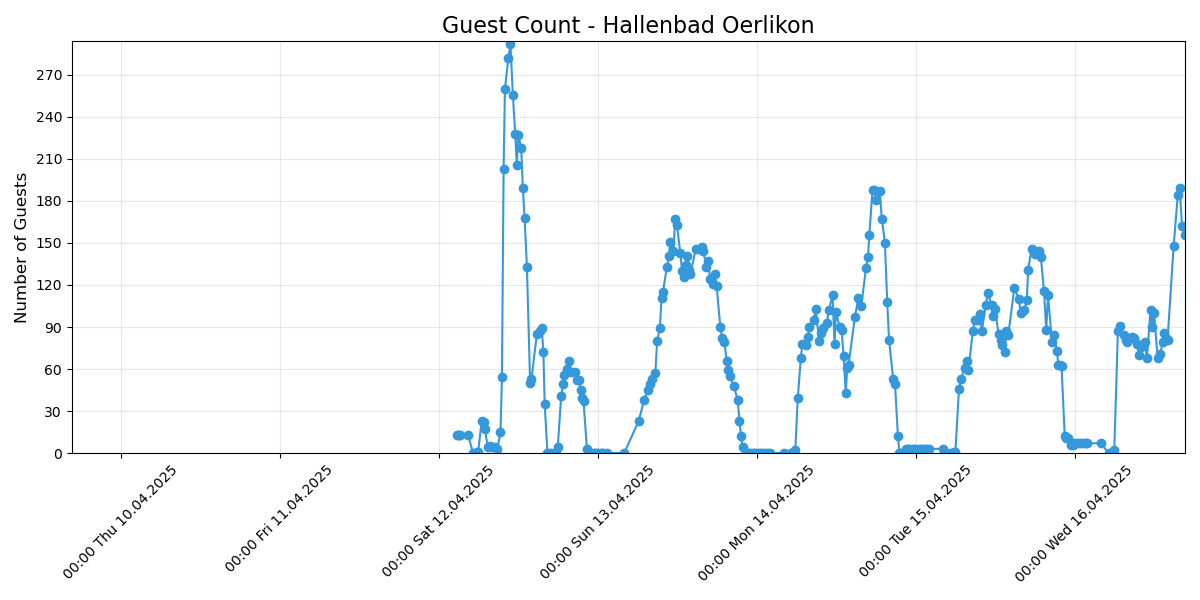 Guest Count - Hallenbad Oerlikon
Number of Guests
270
240
210
180
150
120
90
60
30
0
00:00 Thu 10.04.2025
00:00 Fri 11.04.2025
00:00 Sat 12.04.2025
00:00 Sun 13.04.2025
00:00 Mon 14.04.2025
00:00 Tue 15.04.2025
00:00 Wed 16.04.2025